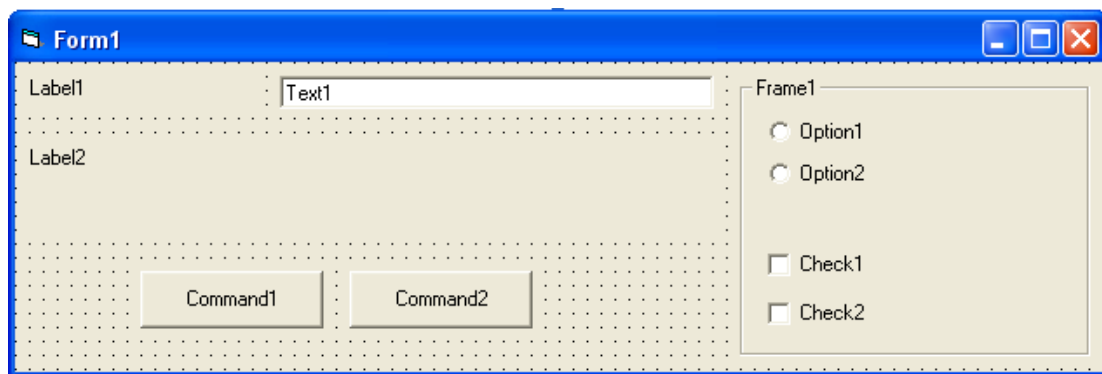 Form1
Label1
Text1
Label2
Command1
Command2
Frame1
Option1
Option2
Check1
Check2